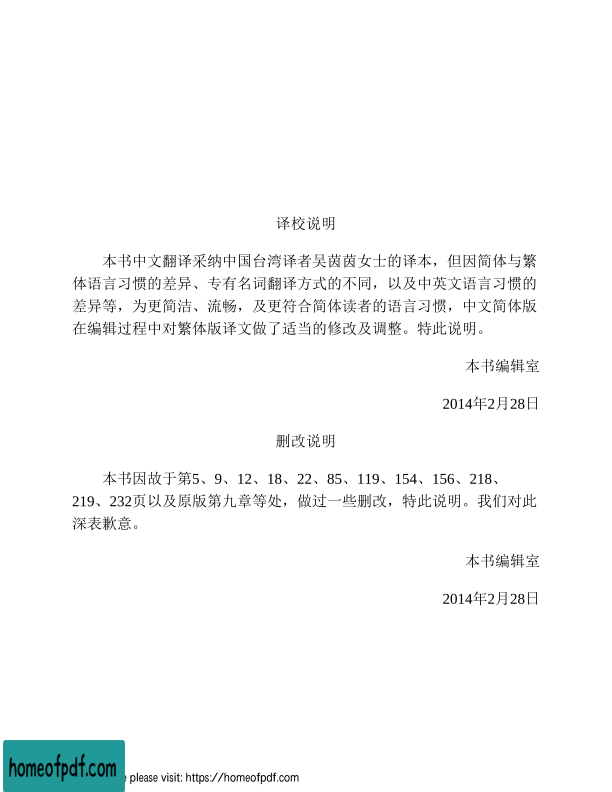 译校说明
本书中文翻译采纳中国台湾译者吴茵茵女士的译本，但因简体与繁
体语言习惯的差异、专有名词翻译方式的不同，以及中英文语言习惯的
差异等，为更简洁、流畅，及更符合简体读者的语言习惯，中文简体版
在编辑过程中对繁体版译文做了适当的修改及调整。特此说明。
本书编辑室
2014年2月28日
删改说明
本书因故于第5、9、12、18、22、85、119、154、156、218、
219、232页以及原版第九章等处，做过一些删改，特此说明。我们对此
深表歉意。
本书编辑室
2014年2月28日
homeofpdf.com
e please visit: https://homeofpdf.com